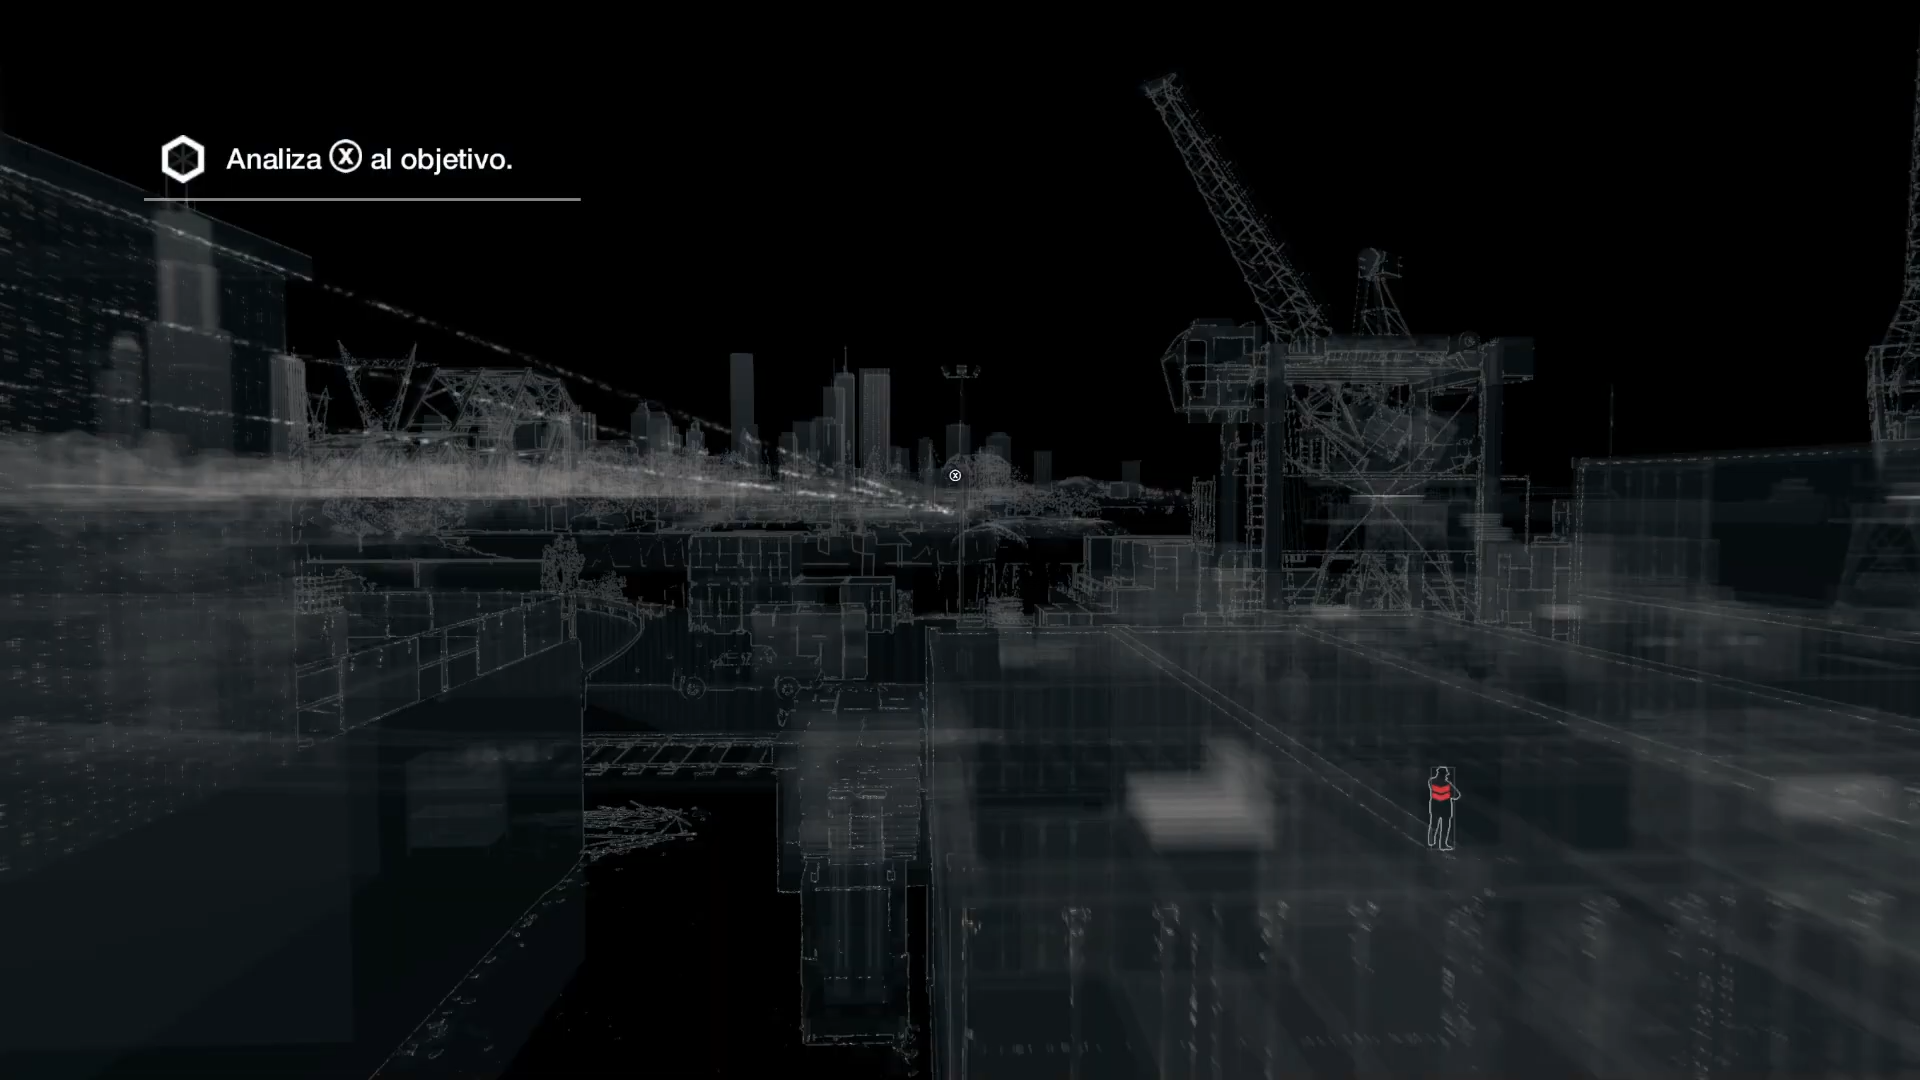 Analiza ⓧ al objetivo.
ⓧ